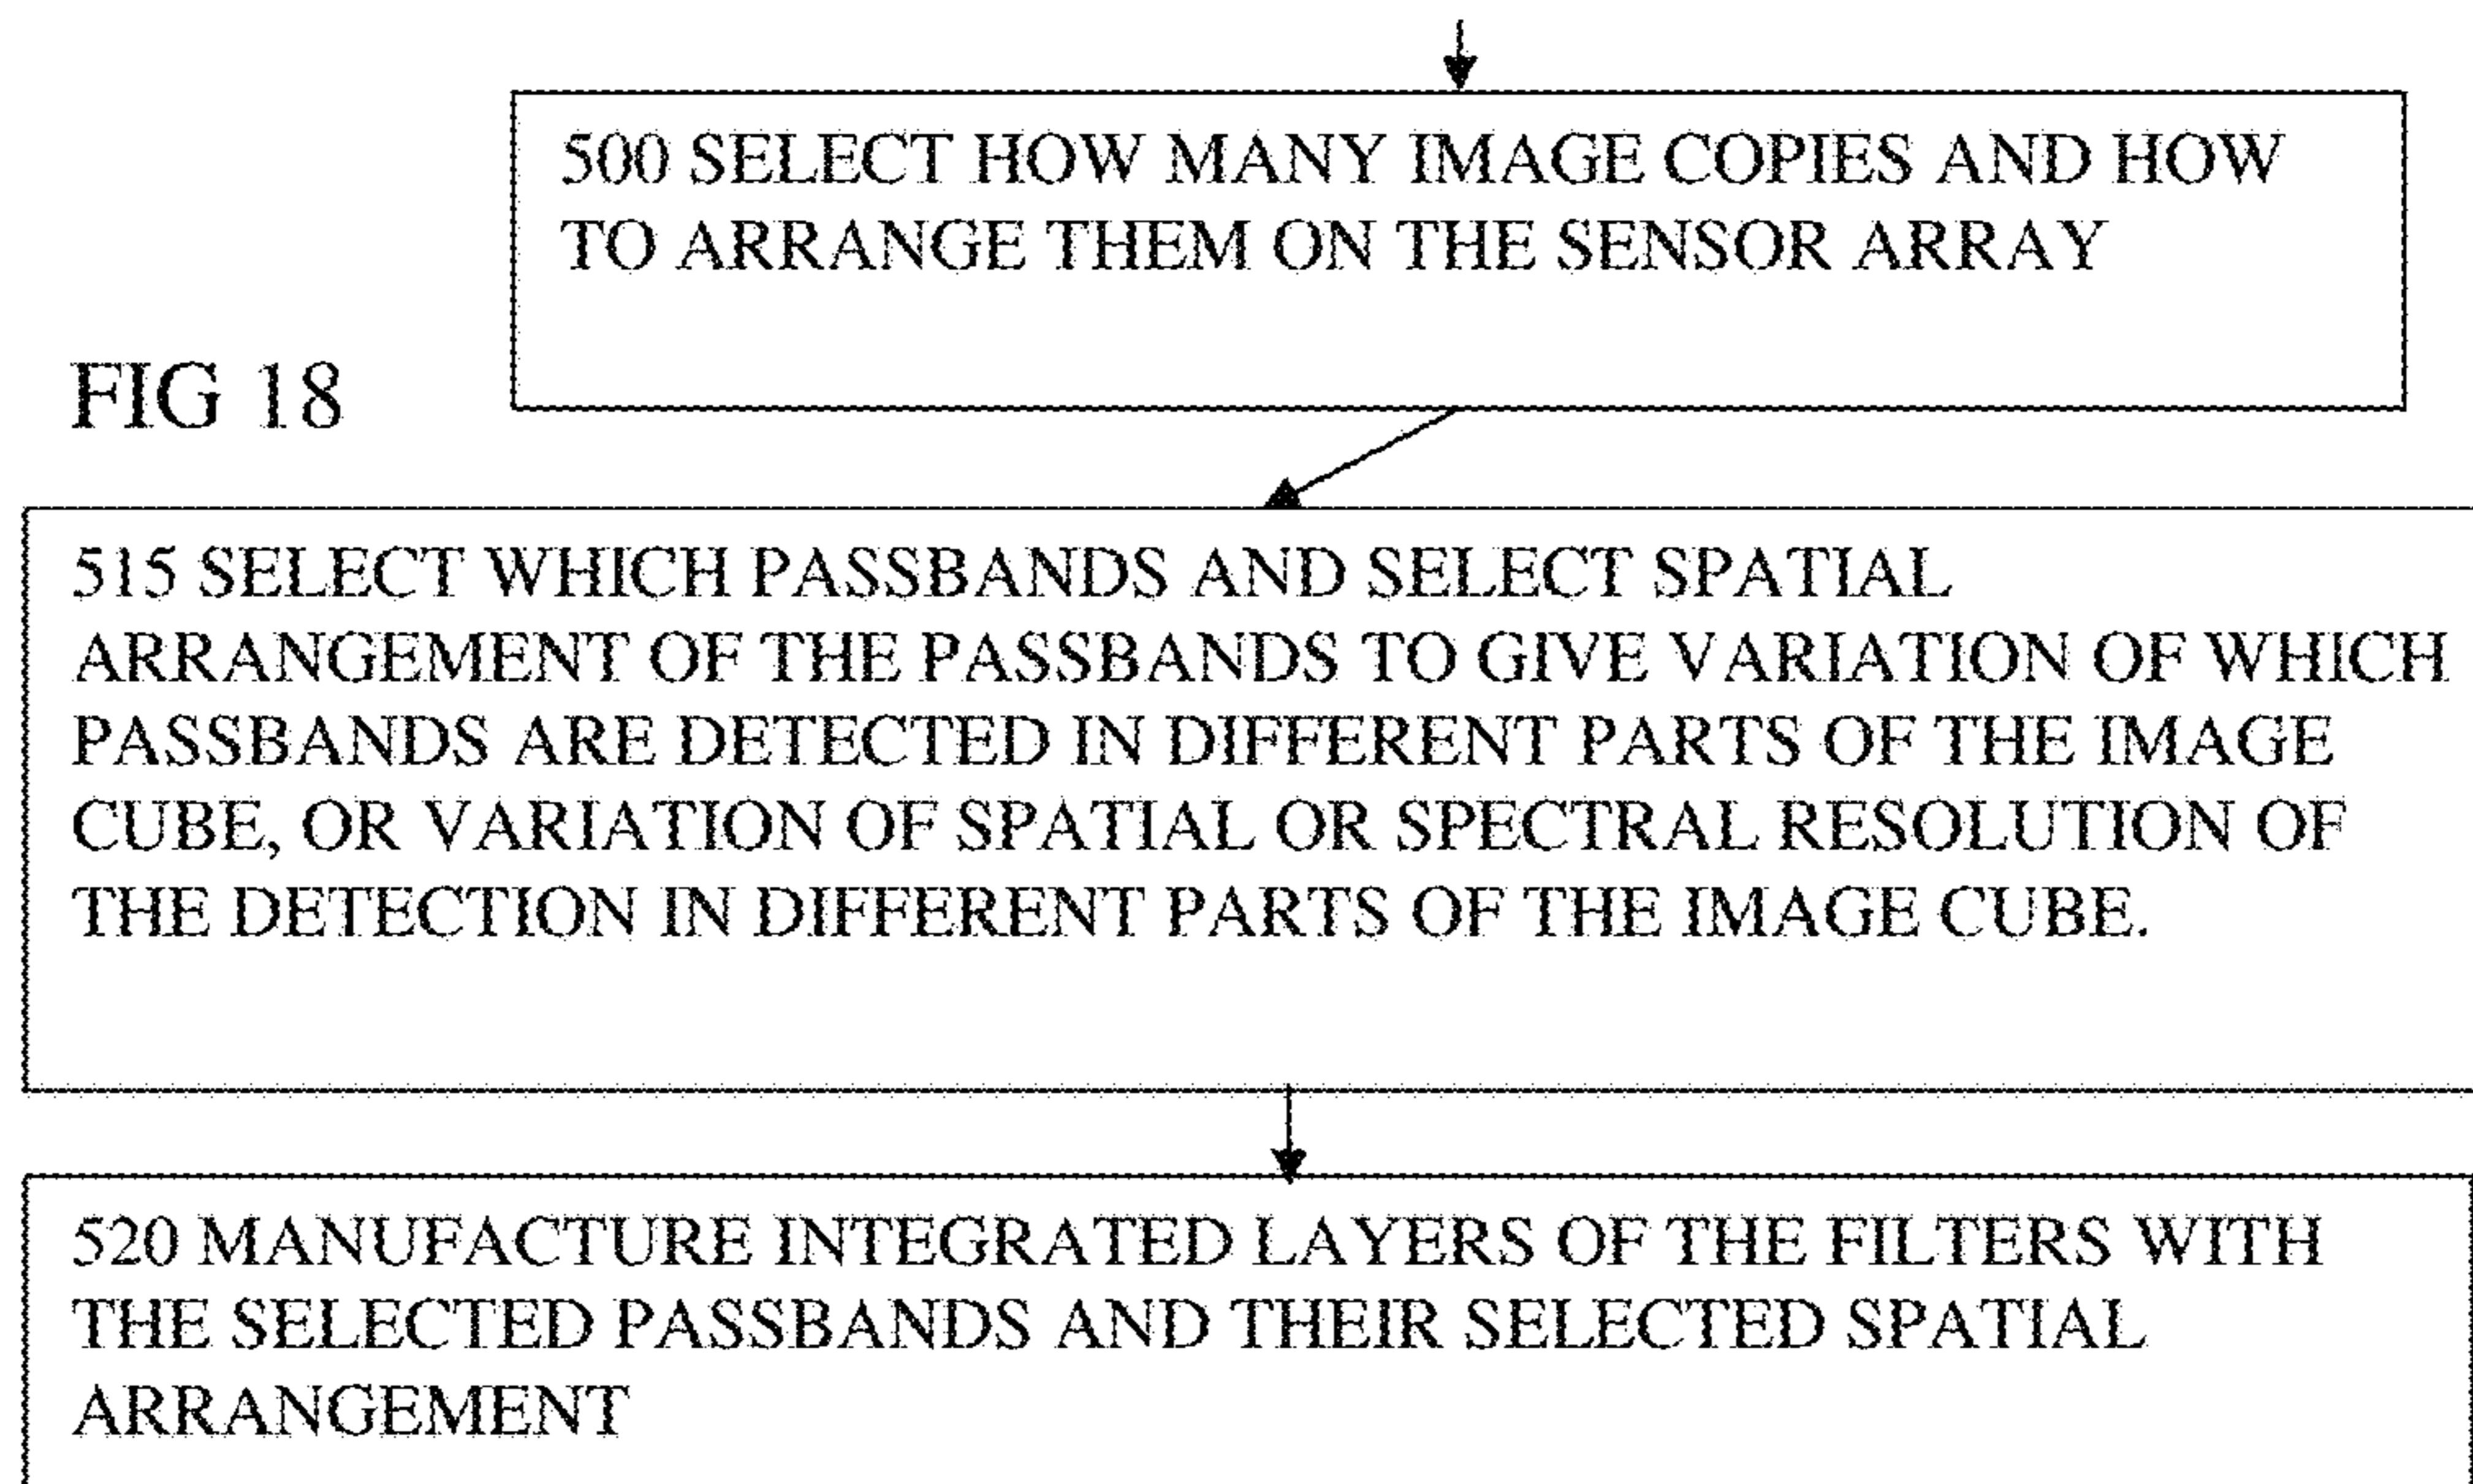 500 SELECT HOW MANY IMAGE COPIES AND HOW
TO ARRANGE THEM ON THE SENSOR ARRAY
FIG 18
515 SELECT WHICH PASSBANDS AND SELECT SPATIAL
ARRANGEMENT OF THE PASSBANDS TO GIVE VARIATION OF WHICH
PASSBANDS ARE DETECTED IN DIFFERENT PARTS OF THE IMAGE
CUBE, OR VARIATION OF SPATIAL OR SPECTRAL RESOLUTION OF
THE DETECTION IN DIFFERENT PARTS OF THE IMAGE CUBE.
520 MANUFACTURE INTEGRATED LAYERS OF THE FILTERS WITH
THE SELECTED PASSBANDS AND THEIR SELECTED SPATIAL
ARRANGEMENT